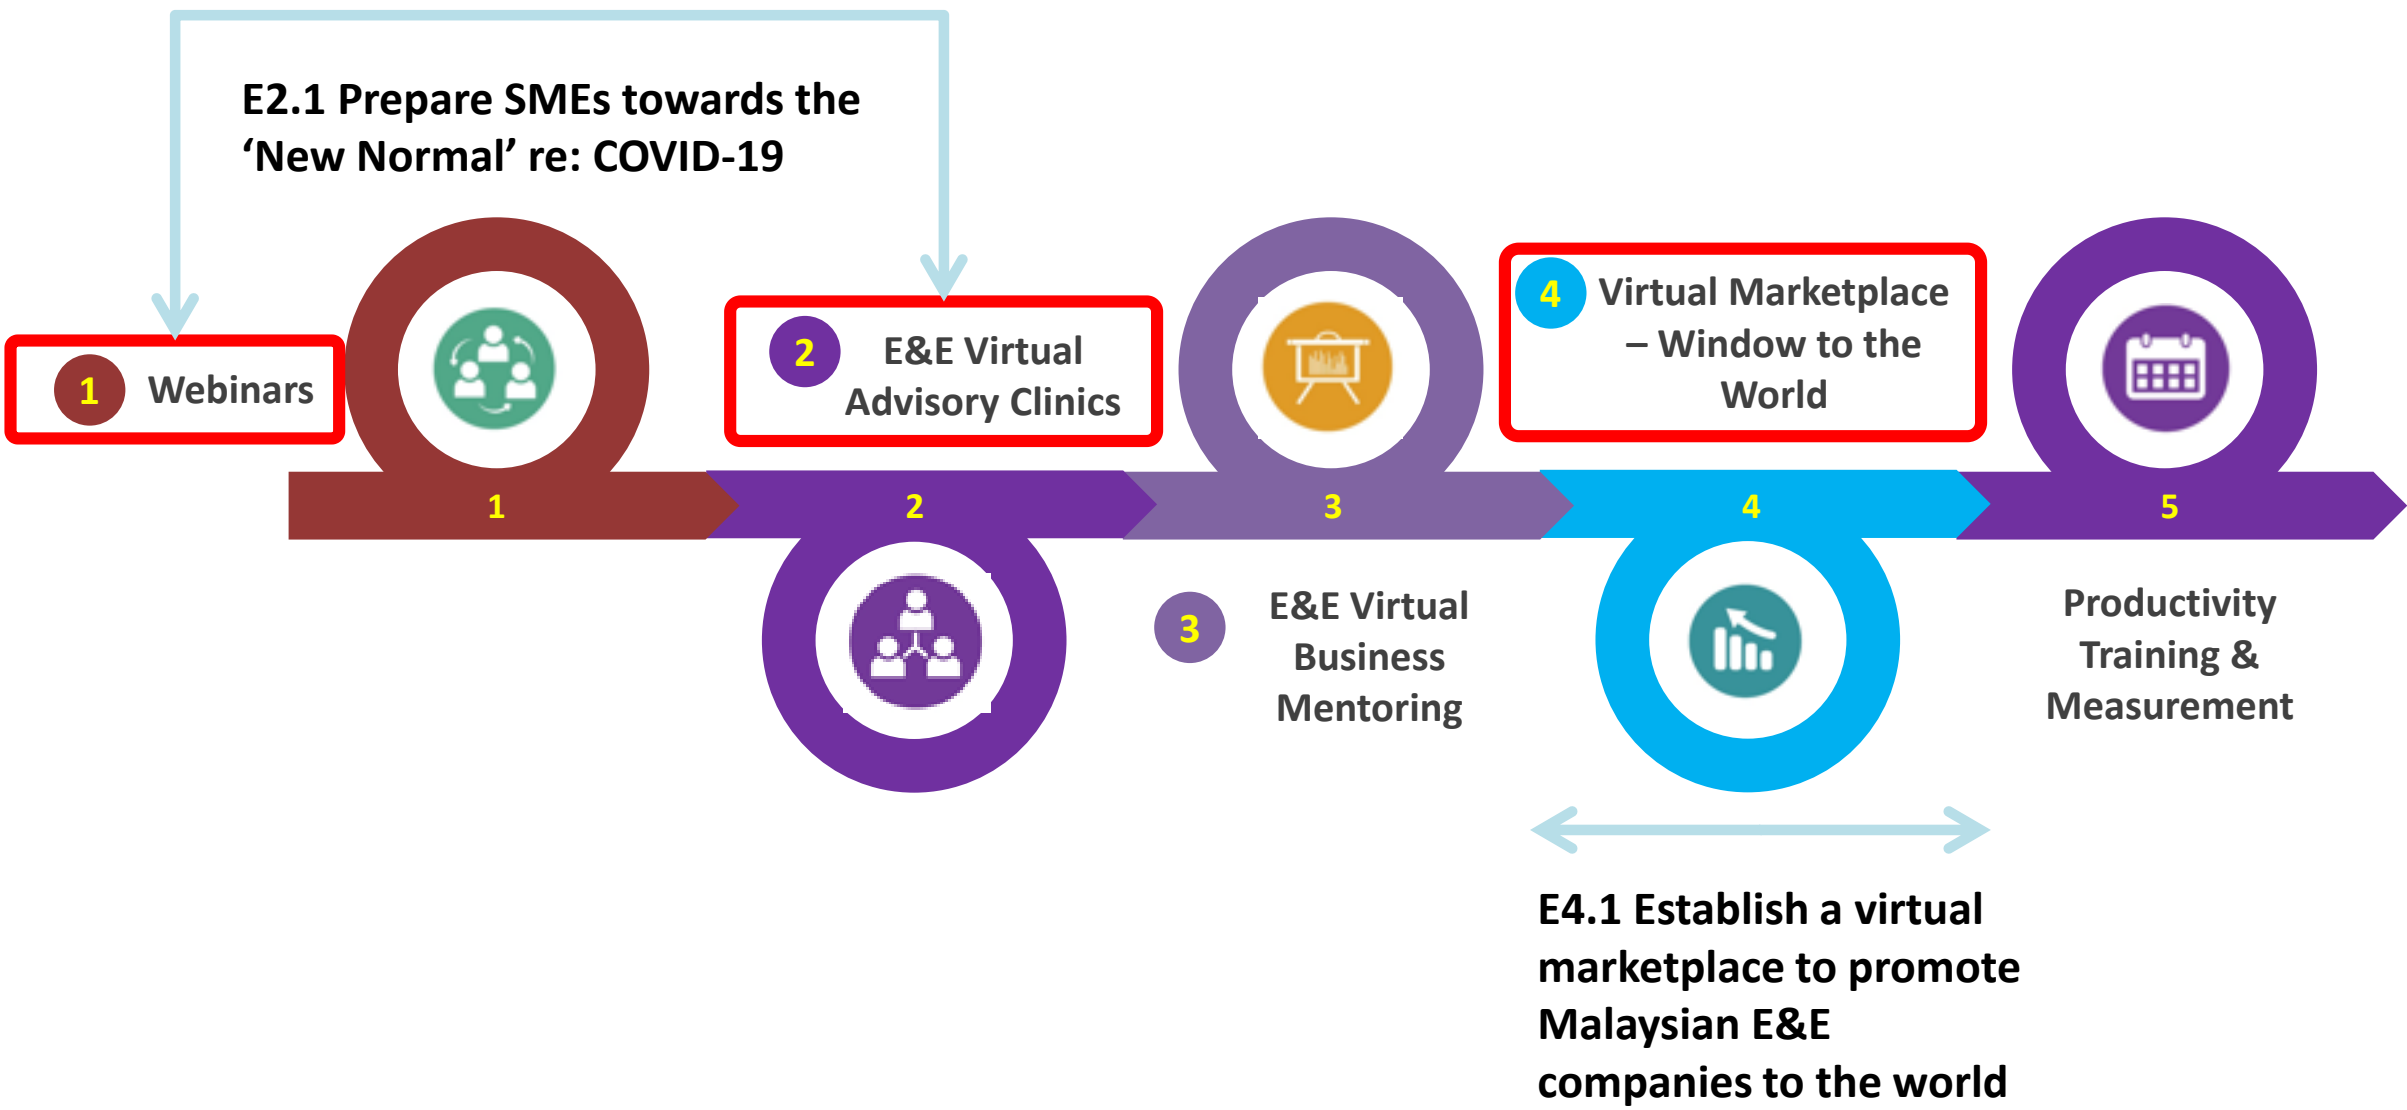 E2.1 Prepare SMEs towards the
‘New Normal’ re: COVID-19
1 Webinars
2 E&E Virtual
Advisory Clinics
4 Virtual Marketplace
– Window to the
World
1
2
3
4
5
3 E&E Virtual
Business
Mentoring
Productivity
Training &
Measurement
E4.1 Establish a virtual
marketplace to promote
Malaysian E&E
companies to the world